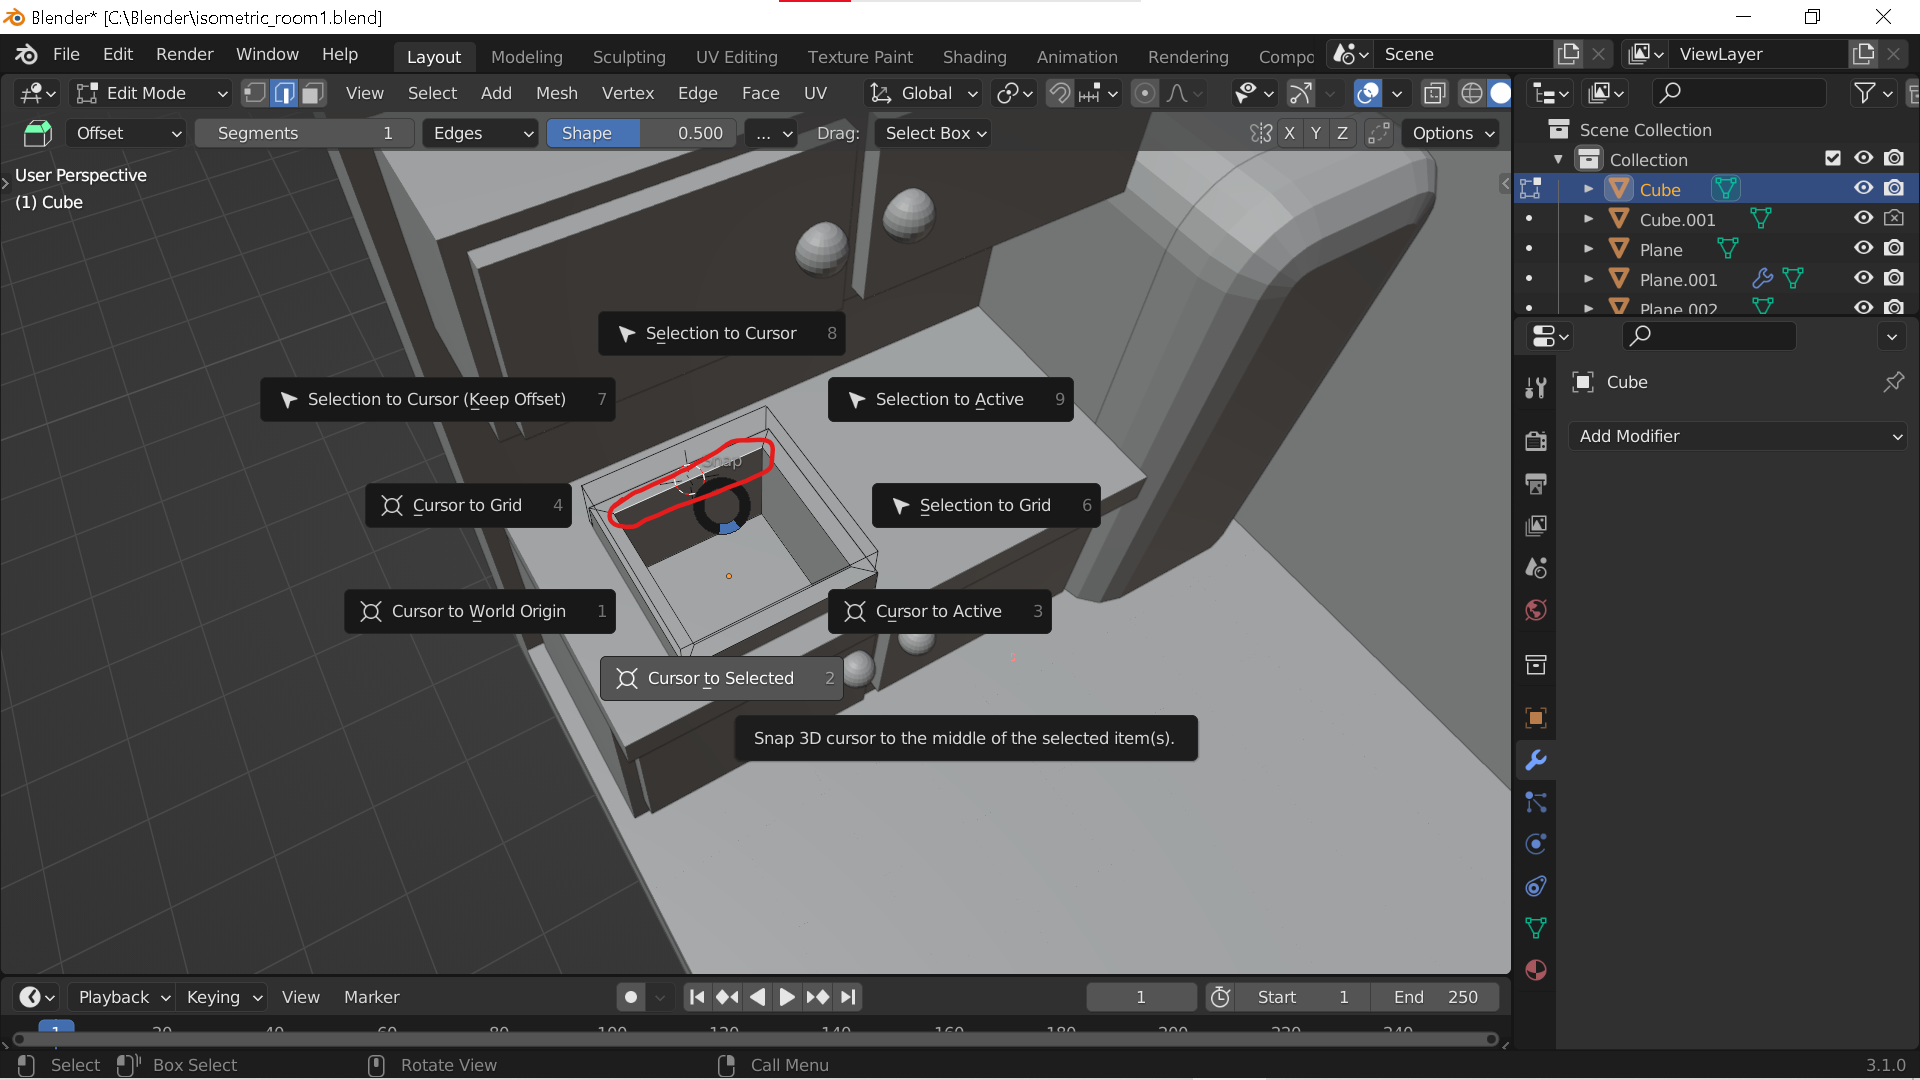 Blender* [C:\Blender\isometric_room1.blend]
File Edit Render Window Help Layout Modeling Sculpting UV Editing Texture Paint Shading Animation Rendering Compo Scene ViewLayer
Edit Mode View Select Add Mesh Vertex Edge Face UV Global
Offset Segments 1 Edges Shape 0.500 ... Drag: Select Box X Y Z Options
User Perspective
(1) Cube
Scene Collection
Collection
Cube
Cube.001
Plane
Plane.001
Plane.002
Selection to Cursor 8
Selection to Cursor (Keep Offset) 7
Selection to Active 9
Snap
Cursor to Grid 4
Selection to Grid 6
Cursor to World Origin 1
Cursor to Active 3
Cursor to Selected 2
Snap 3D cursor to the middle of the selected item(s).
Cube
Add Modifier
Playback Keying View Marker 1 Start 1 End 250
1 20 40 60 80 100 120 140 160 180 200 220 240
Select Box Select Rotate View Call Menu 3.1.0